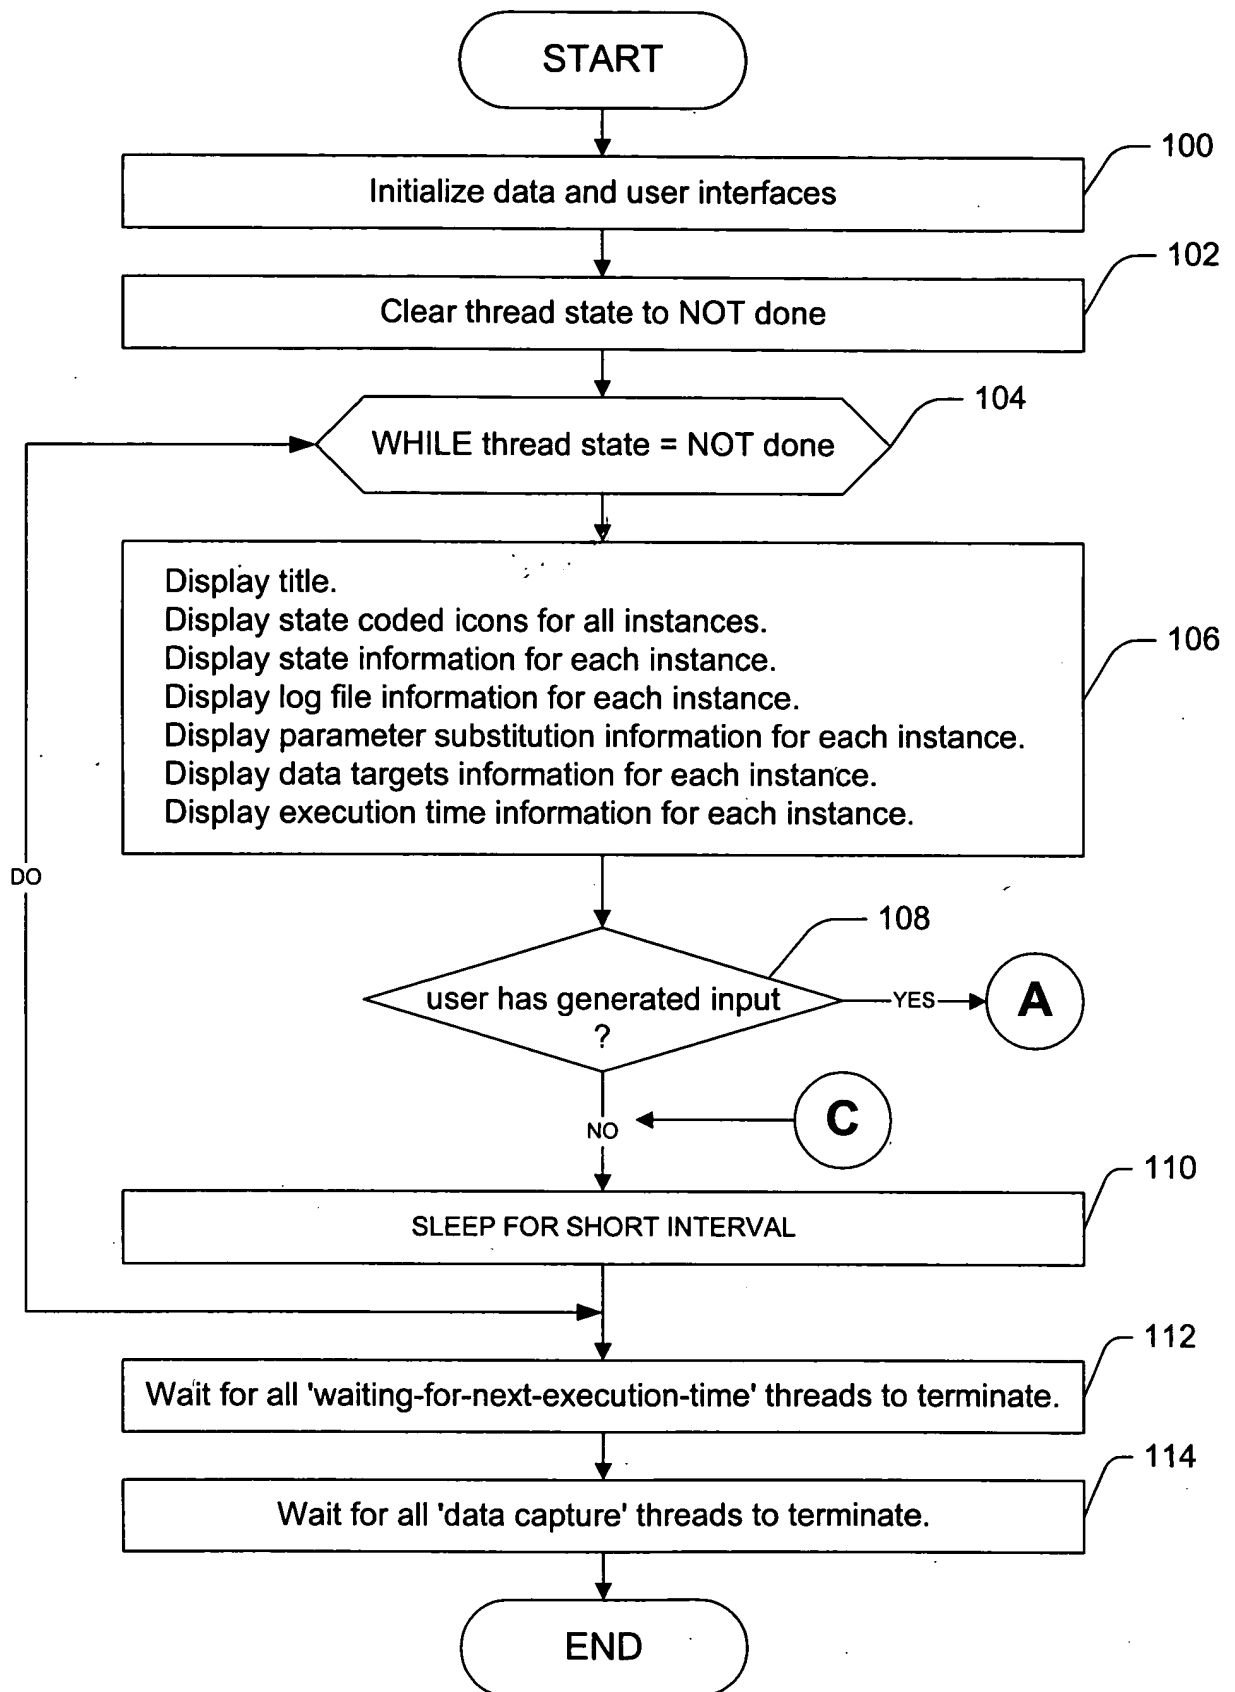 START
100
Initialize data and user interfaces
102
Clear thread state to NOT done
104
WHILE thread state = NOT done
Display title.
Display state coded icons for all instances.
Display state information for each instance.
106
Display log file information for each instance.
Display parameter substitution information for each instance.
Display data targets information for each instance.
Display execution time information for each instance.
DO
108
user has generated input
?
YES
A
C
NO
110
SLEEP FOR SHORT INTERVAL
112
Wait for all 'waiting-for-next-execution-time' threads to terminate.
114
Wait for all 'data capture' threads to terminate.
END